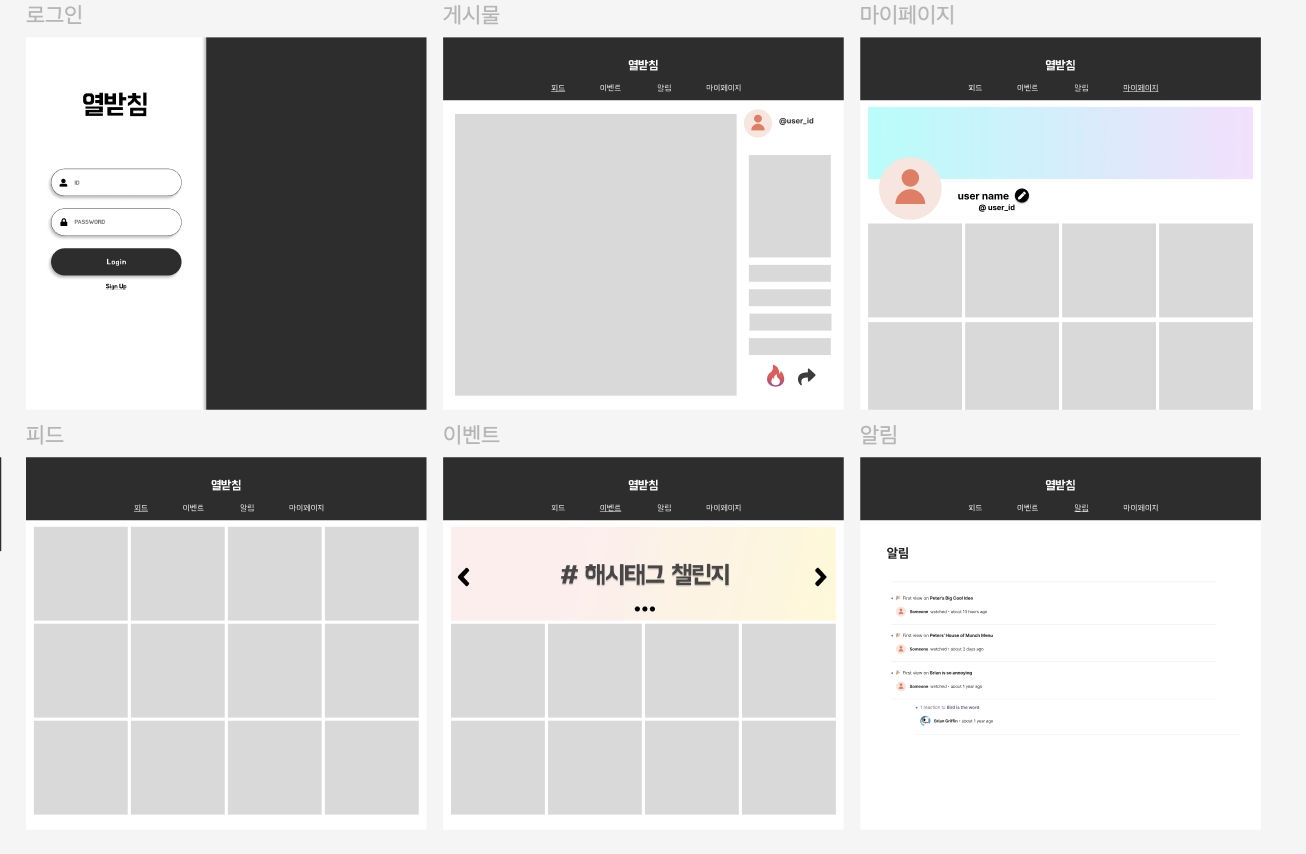 로그인
열받침
ID
PASSWORD
Login
Sign Up
게시물
열받침
피드 이벤트 알림 마이페이지
@user_id
마이페이지
열받침
피드 이벤트 알림 마이페이지
user name
@ user_id
피드
열받침
피드 이벤트 알림 마이페이지
이벤트
열받침
피드 이벤트 알림 마이페이지
# 해시태그 챌린지
알림
열받침
피드 이벤트 알림 마이페이지
알림
First view on Peter's Big Cool Idea
Someone watched • about 10 hours ago
First view on Peters' House of Munch Menu
Someone watched • about 2 days ago
First view on Brian is so annoying
Someone watched • about 1 year ago
1 reaction to Bird is the word
Brian Griffin • about 1 year ago